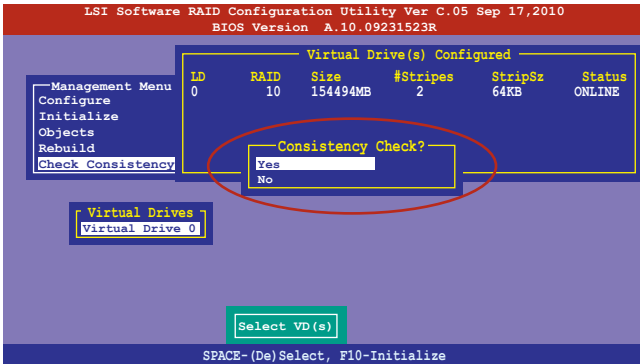 LSI Software RAID Configuration Utility Ver C.05 Sep 17,2010
BIOS Version A.10.09231523R
Virtual Drive(s) Configured
LD RAID Size #Stripes StripSz Status
0 10 154494MB 2 64KB ONLINE
Management Menu
Configure
Initialize
Objects
Rebuild
Check Consistency
Consistency Check?
Yes
No
Virtual Drives
Virtual Drive 0
Select VD(s)
SPACE-(De)Select, F10-Initialize